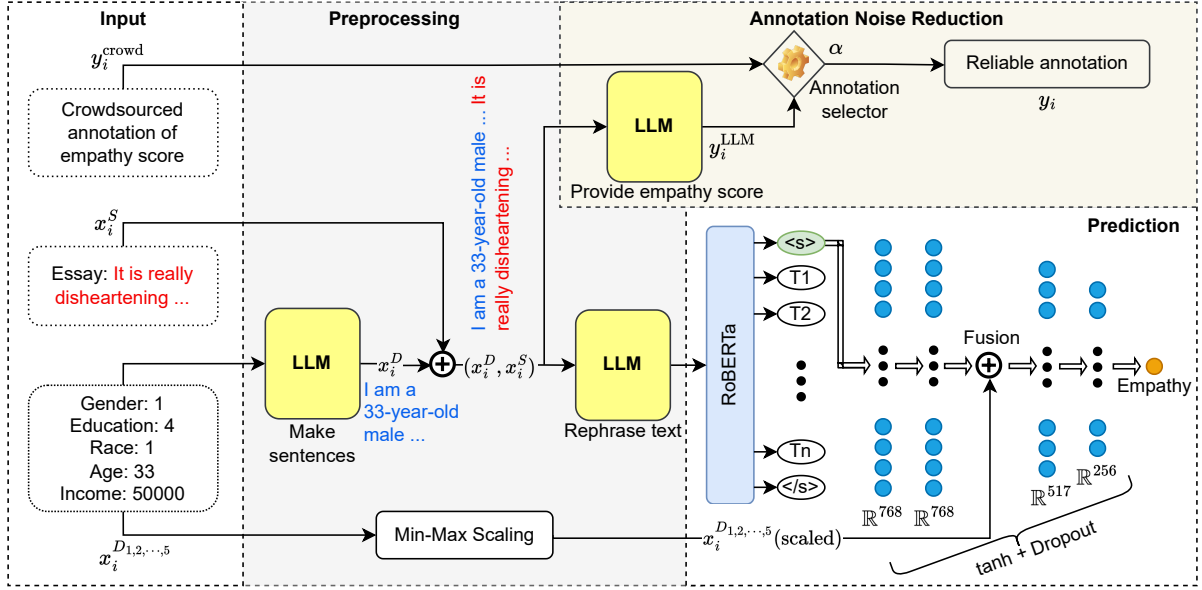 Input
Preprocessing
Annotation Noise Reduction
y_i^crowd
Crowdsourced
annotation of
empathy score
x_i^S
Essay: It is really
disheartening ...
Gender: 1
Education: 4
Race: 1
Age: 33
Income: 50000
x_i^{D_{1,2,⋯,5}}
LLM
Make
sentences
x_i^D
I am a
33-year-old
male ...
(x_i^D, x_i^S)
I am a 33-year-old male ... It is
really disheartening ...
Min-Max Scaling
LLM
Provide empathy score
y_i^LLM
α
Annotation
selector
Reliable annotation
y_i
LLM
Rephrase text
Prediction
RoBERTa
<s>
T1
T2
Tn
</s>
ℝ^768
ℝ^768
Fusion
ℝ^517
ℝ^256
Empathy
x_i^{D_{1,2,⋯,5}}(scaled)
tanh + Dropout